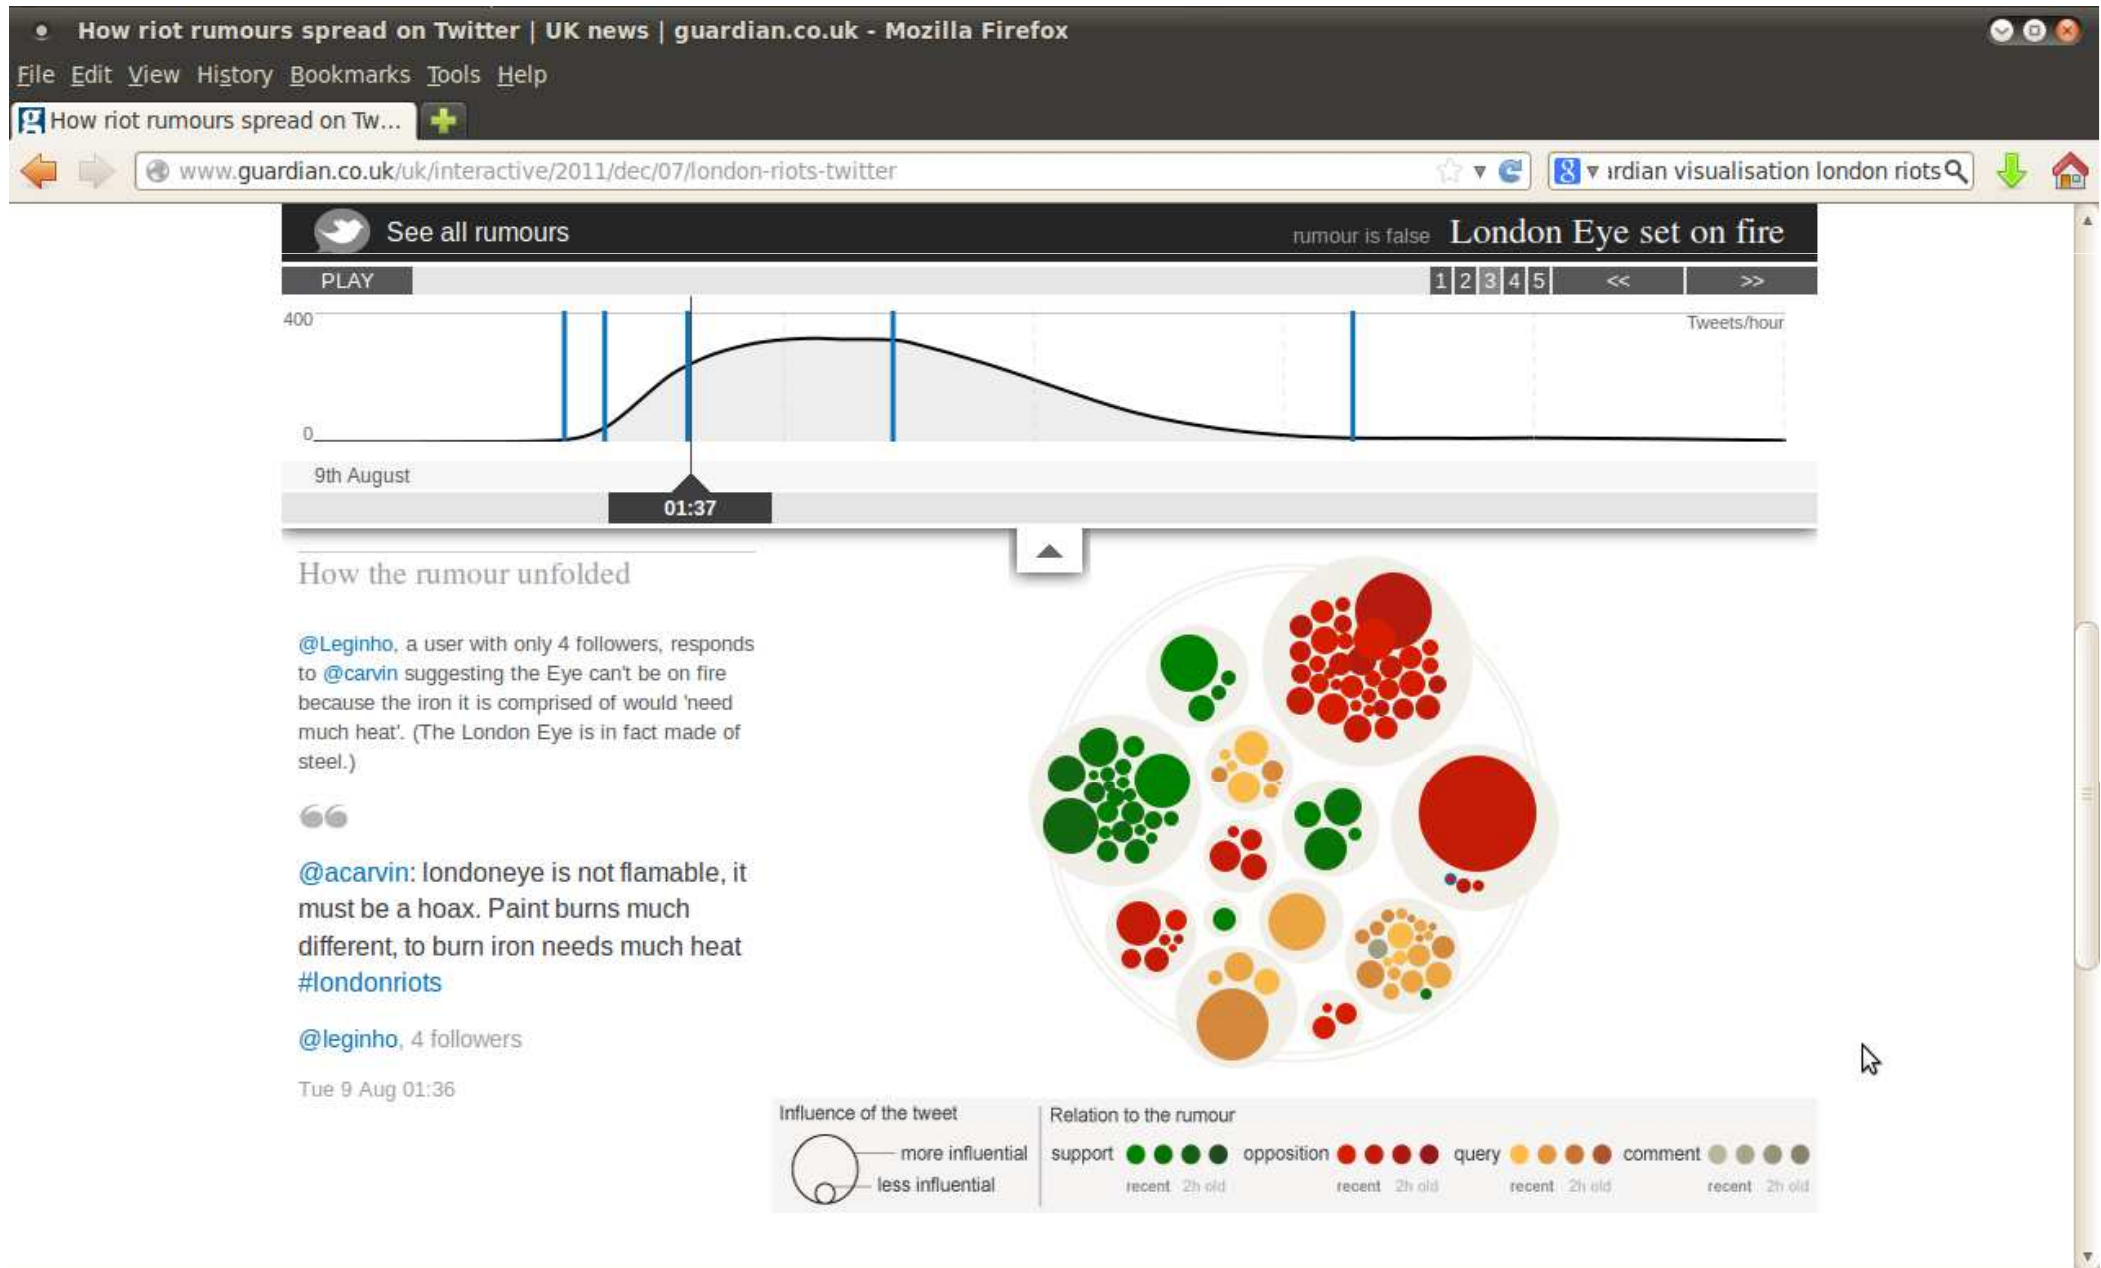 How riot rumours spread on Twitter | UK news | guardian.co.uk - Mozilla Firefox
File Edit View History Bookmarks Tools Help
g How riot rumours spread on Tw...
www.guardian.co.uk/uk/interactive/2011/dec/07/london-riots-twitter
8 ırdian visualisation london riots
See all rumours
rumour is false London Eye set on fire
PLAY
1 2 3 4 5 << >>
400
Tweets/hour
0
9th August
01:37
How the rumour unfolded
@Leginho, a user with only 4 followers, responds
to @carvin suggesting the Eye can't be on fire
because the iron it is comprised of would 'need
much heat'. (The London Eye is in fact made of
steel.)
@acarvin: londoneye is not flamable, it
must be a hoax. Paint burns much
different, to burn iron needs much heat
#londonriots
@leginho, 4 followers
Tue 9 Aug 01:36
Influence of the tweet
more influential
less influential
Relation to the rumour
support opposition query comment
recent 2h old recent 2h old recent 2h old recent 2h old